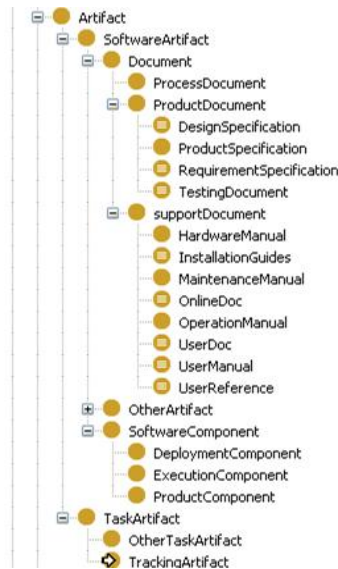 Artifact
SoftwareArtifact
Document
ProcessDocument
ProductDocument
DesignSpecification
ProductSpecification
RequirementSpecification
TestingDocument
supportDocument
HardwareManual
InstallationGuides
MaintenanceManual
OnlineDoc
OperationManual
UserDoc
UserManual
UserReference
OtherArtifact
SoftwareComponent
DeploymentComponent
ExecutionComponent
ProductComponent
TaskArtifact
OtherTaskArtifact
TrackingArtifact